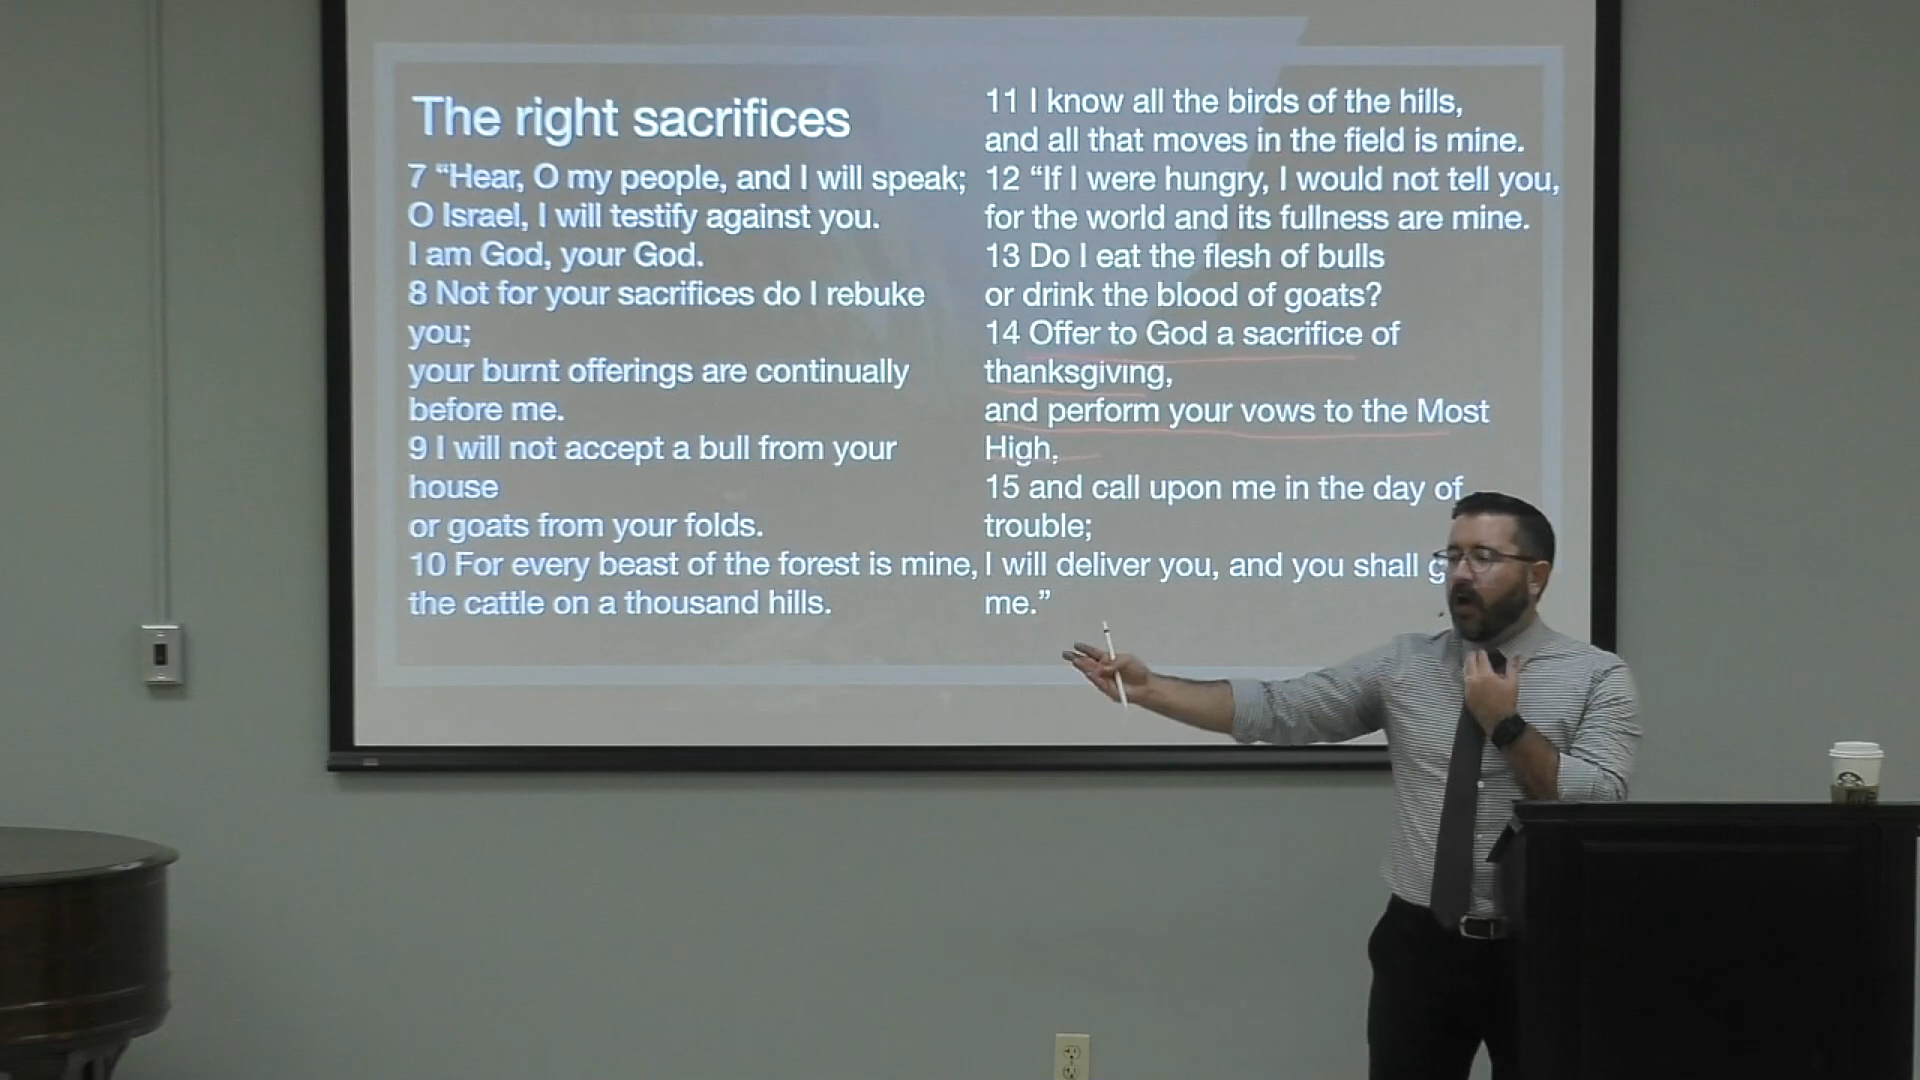 The right sacrifices
7 “Hear, O my people, and I will speak;
O Israel, I will testify against you.
I am God, your God.
8 Not for your sacrifices do I rebuke
you;
your burnt offerings are continually
before me.
9 I will not accept a bull from your
house
or goats from your folds.
10 For every beast of the forest is mine,
the cattle on a thousand hills.
11 I know all the birds of the hills,
and all that moves in the field is mine.
12 “If I were hungry, I would not tell you,
for the world and its fullness are mine.
13 Do I eat the flesh of bulls
or drink the blood of goats?
14 Offer to God a sacrifice of
thanksgiving,
and perform your vows to the Most
High,
15 and call upon me in the day of
trouble;
I will deliver you, and you shall
me.”